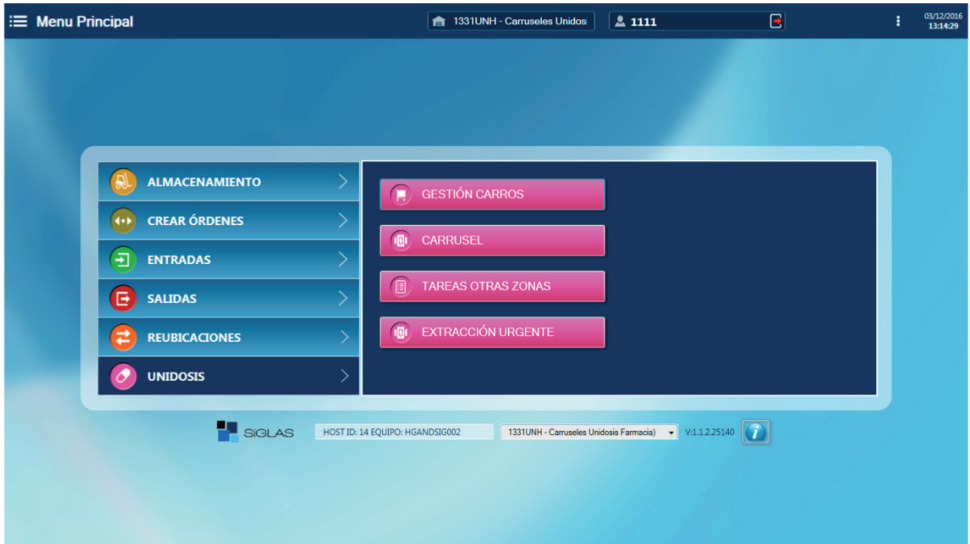 Menu Principal
1331UNH - Carruseles Unidos
1111
03/12/2016
13:14:29
ALMACENAMIENTO
CREAR ÓRDENES
ENTRADAS
SALIDAS
REUBICACIONES
UNIDOSIS
GESTIÓN CARROS
CARRUSEL
TAREAS OTRAS ZONAS
EXTRACCIÓN URGENTE
SiGLAS
HOST ID: 14 EQUIPO: HGANDSIG002
1331UNH - Carruseles Unidosis Farmacia)
V:1.1.2.25140